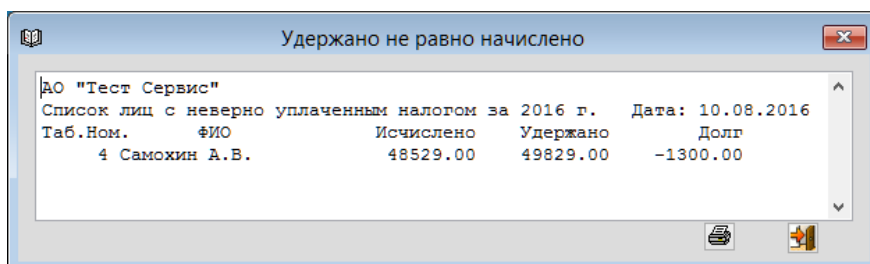 Удержано не равно начислено
АО "Тест Сервис"
Список лиц с неверно уплаченным налогом за 2016 г. Дата: 10.08.2016
Таб.Ном. ФИО Исчислено Удержано Долг
4 Самохин А.В. 48529.00 49829.00 -1300.00